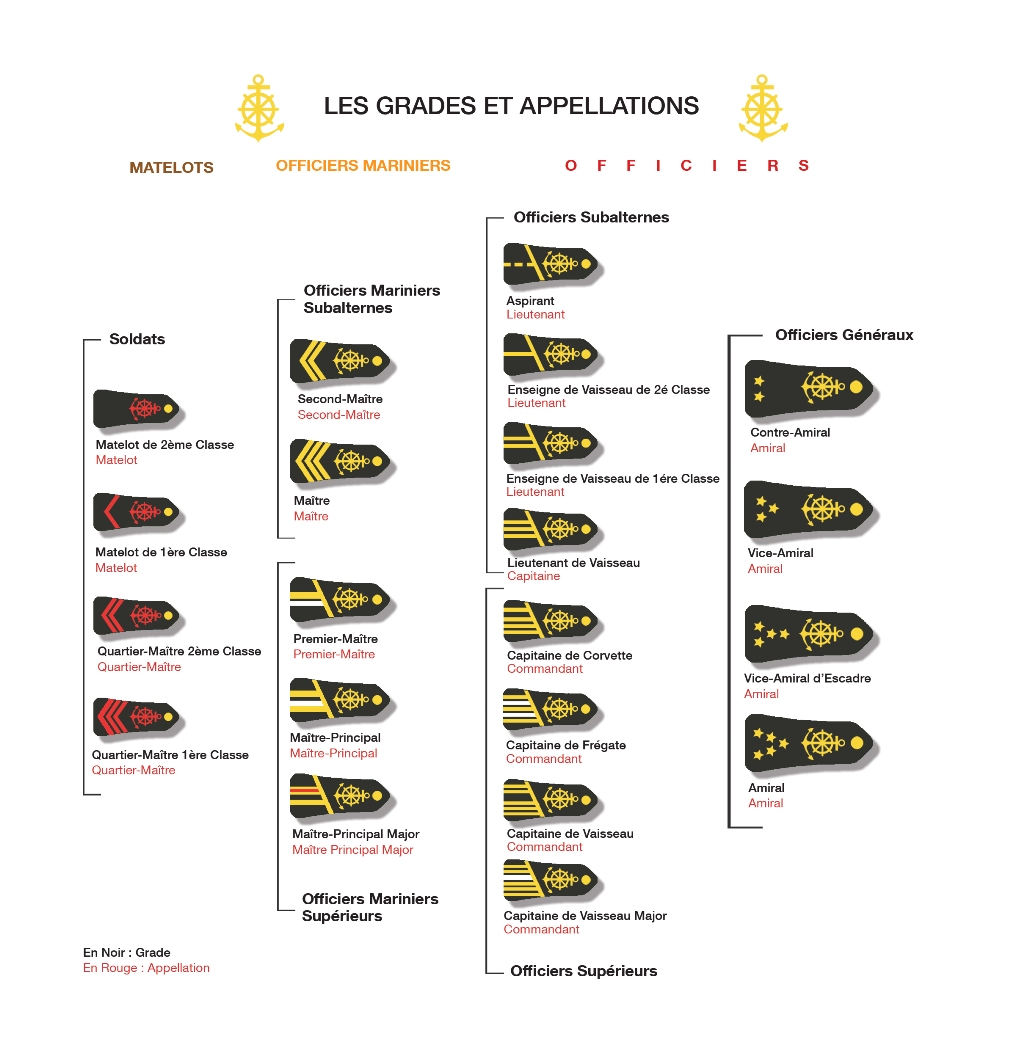 LES GRADES ET APPELLATIONS
MATELOTS
OFFICIERS MARINIERS
O F F I C I E R S
Soldats
Matelot de 2ème Classe
Matelot
Matelot de 1ère Classe
Matelot
Quartier-Maître 2ème Classe
Quartier-Maître
Quartier-Maître 1ère Classe
Quartier-Maître
Officiers Mariniers
Subalternes
Second-Maître
Second-Maître
Maître
Maître
Premier-Maître
Premier-Maître
Maître-Principal
Maître-Principal
Maître-Principal Major
Maître Principal Major
Officiers Mariniers
Supérieurs
Officiers Subalternes
Aspirant
Lieutenant
Enseigne de Vaisseau de 2é Classe
Lieutenant
Enseigne de Vaisseau de 1ére Classe
Lieutenant
Lieutenant de Vaisseau
Capitaine
Capitaine de Corvette
Commandant
Capitaine de Frégate
Commandant
Capitaine de Vaisseau
Commandant
Capitaine de Vaisseau Major
Commandant
Officiers Supérieurs
Officiers Généraux
Contre-Amiral
Amiral
Vice-Amiral
Amiral
Vice-Amiral d'Escadre
Amiral
Amiral
Amiral
En Noir : Grade
En Rouge : Appellation